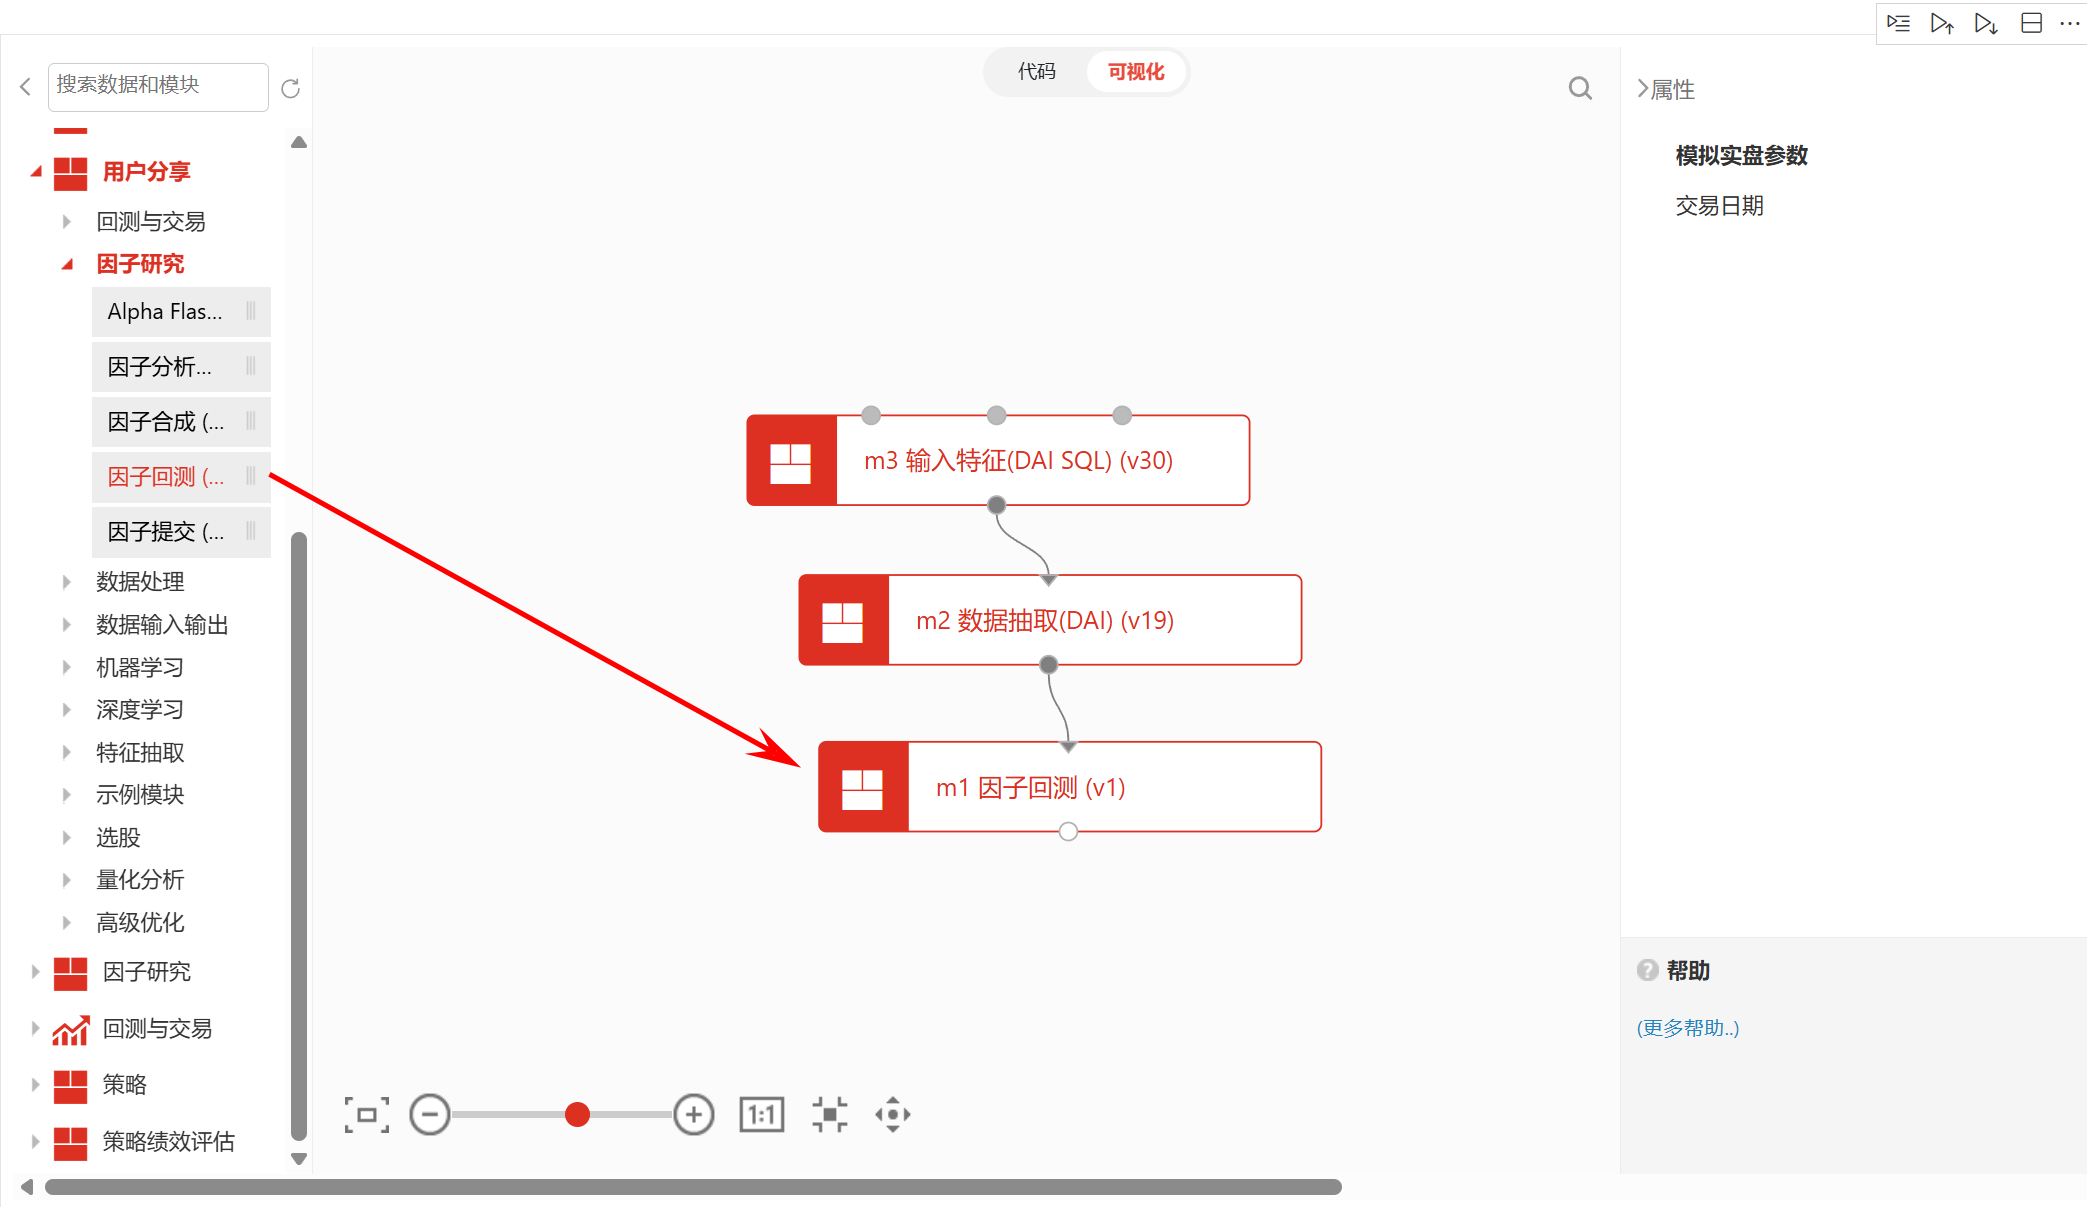 搜索数据和模块
用户分享
回测与交易
因子研究
Alpha Flas...
因子分析...
因子合成 (...
因子回测 (...
因子提交 (...
数据处理
数据输入输出
机器学习
深度学习
特征抽取
示例模块
选股
量化分析
高级优化
因子研究
回测与交易
策略
策略绩效评估
代码
可视化
m3 输入特征(DAI SQL) (v30)
m2 数据抽取(DAI) (v19)
m1 因子回测 (v1)
1:1
属性
模拟实盘参数
交易日期
帮助
(更多帮助..)